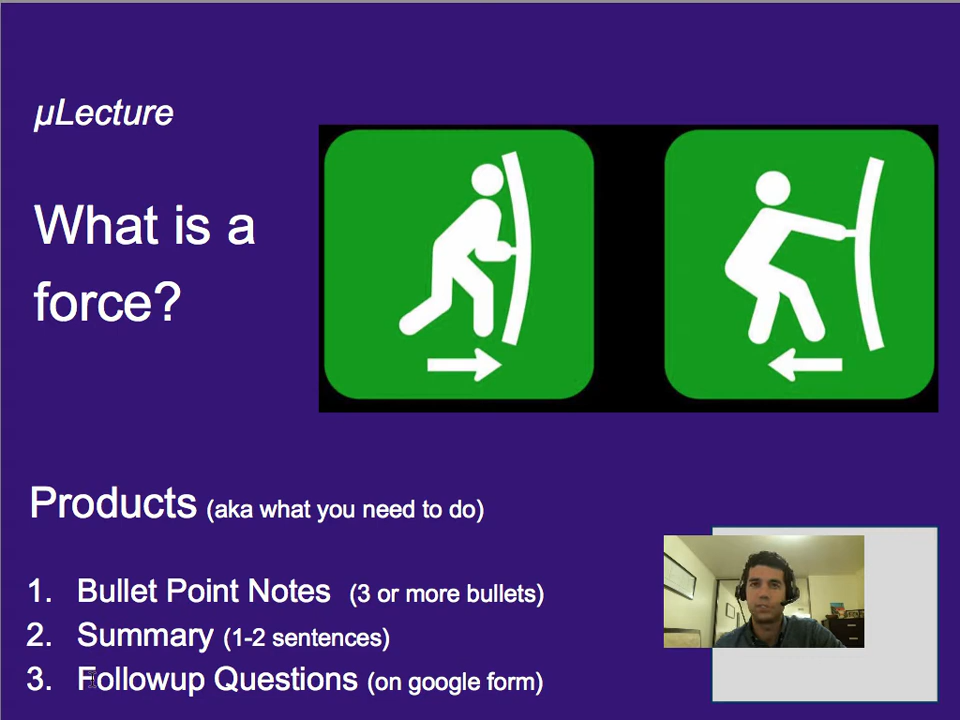 µLecture
What is a
force?
Products (aka what you need to do)
1. Bullet Point Notes (3 or more bullets)
2. Summary (1-2 sentences)
3. Followup Questions (on google form)